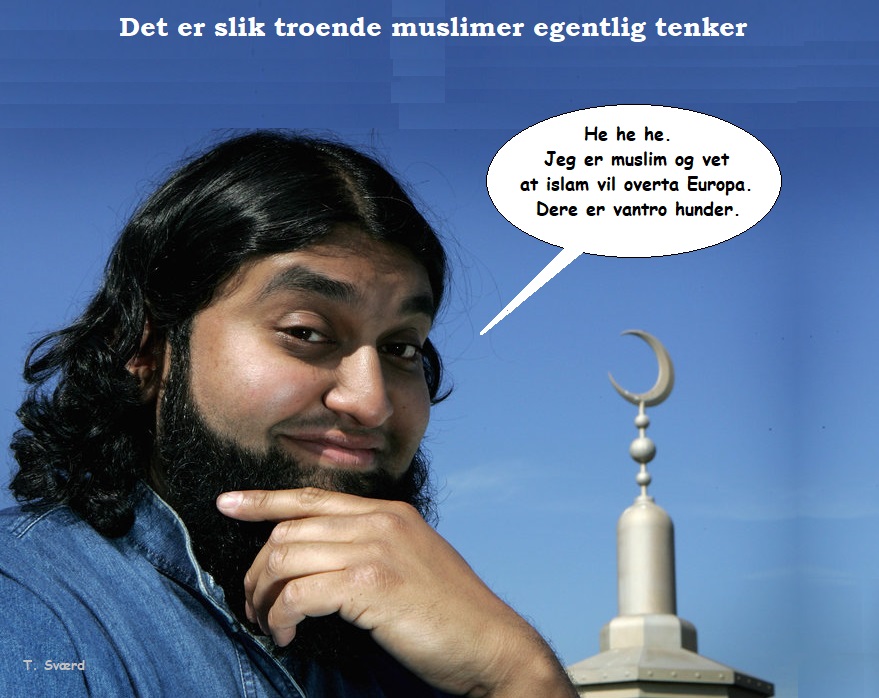 Det er slik troende muslimer egentlig tenker
He he he.
Jeg er muslim og vet
at islam vil overta Europa.
Dere er vantro hunder.
T. Sværd